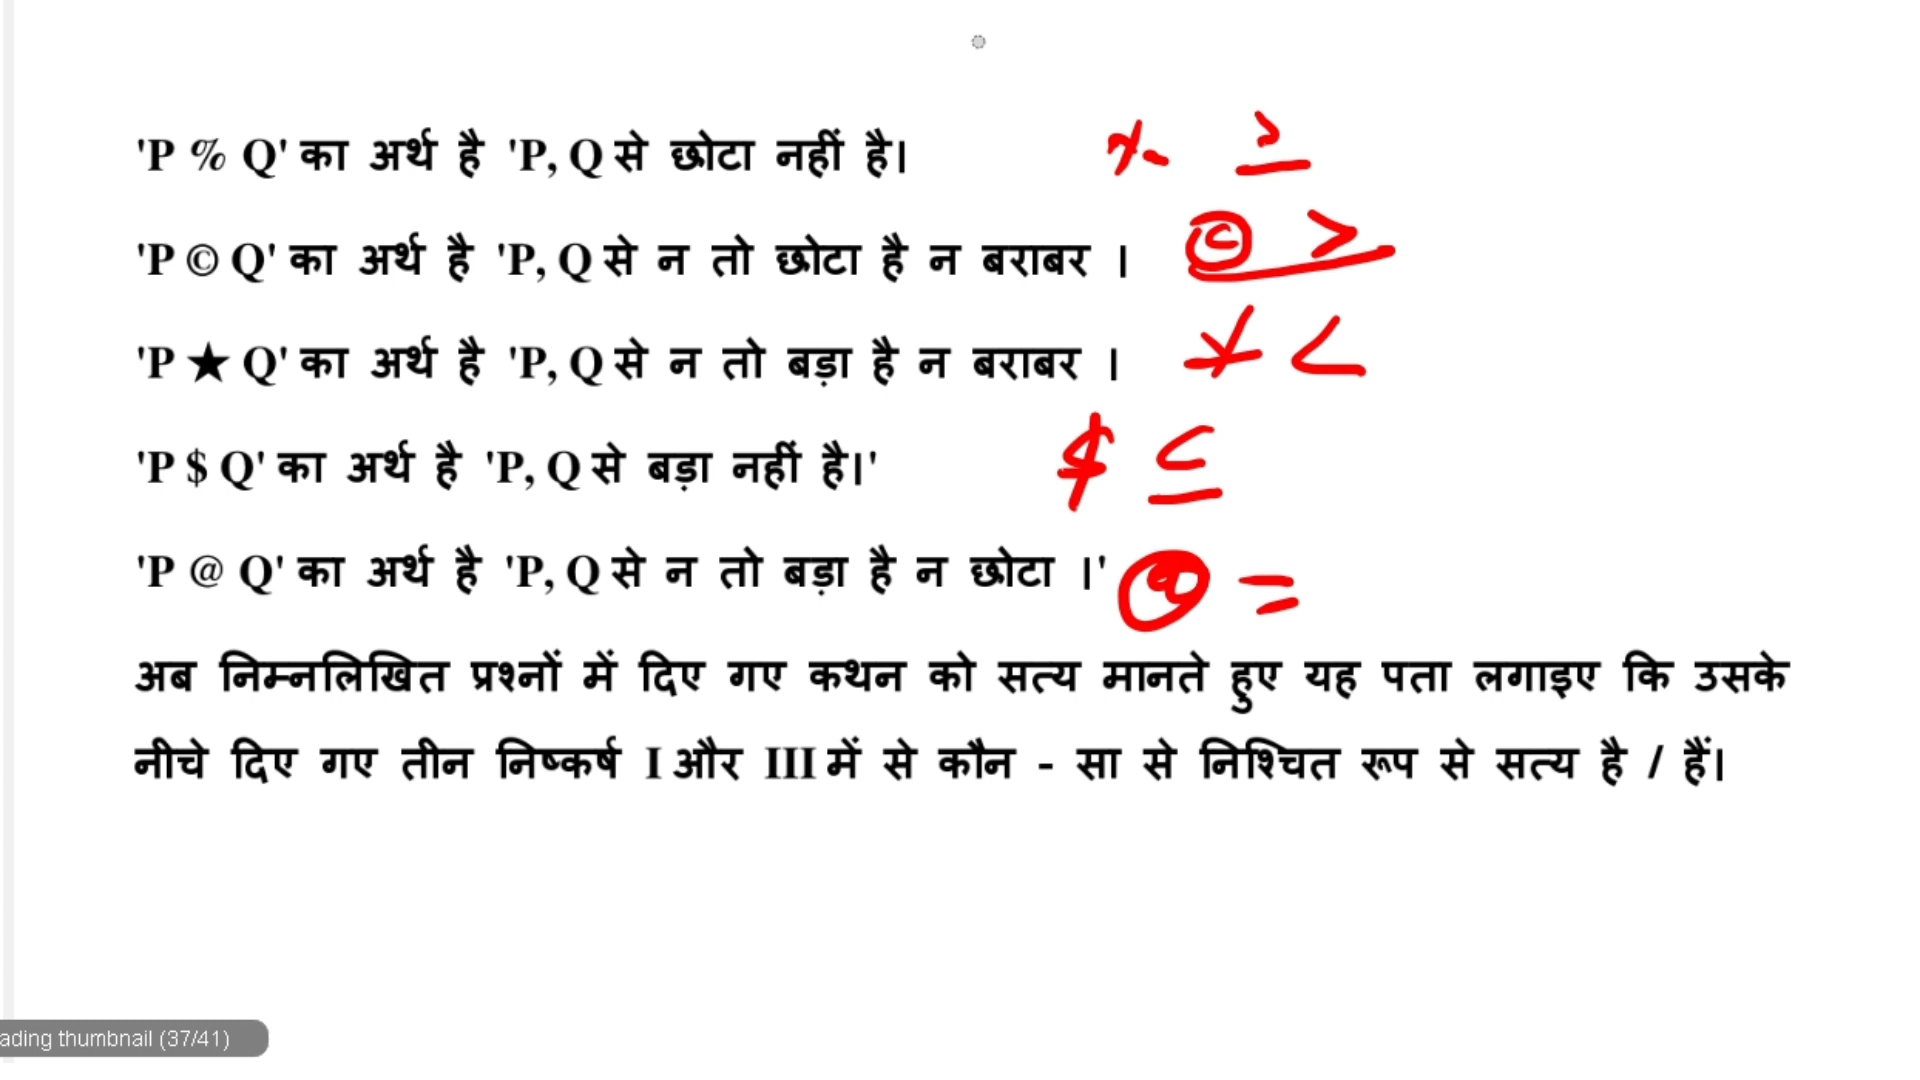 'P % Q' का अर्थ है 'P, Q से छोटा नहीं है। % ≥
'P © Q' का अर्थ है 'P, Q से न तो छोटा है न बराबर । © >
'P ★ Q' का अर्थ है 'P, Q से न तो बड़ा है न बराबर । * <
'P $ Q' का अर्थ है 'P, Q से बड़ा नहीं है।' $ ≤
'P @ Q' का अर्थ है 'P, Q से न तो बड़ा है न छोटा ।' @ =
अब निम्नलिखित प्रश्नों में दिए गए कथन को सत्य मानते हुए यह पता लगाइए कि उसके
नीचे दिए गए तीन निष्कर्ष I और III में से कौन - सा से निश्चित रूप से सत्य है / हैं।
ading thumbnail (37/41)